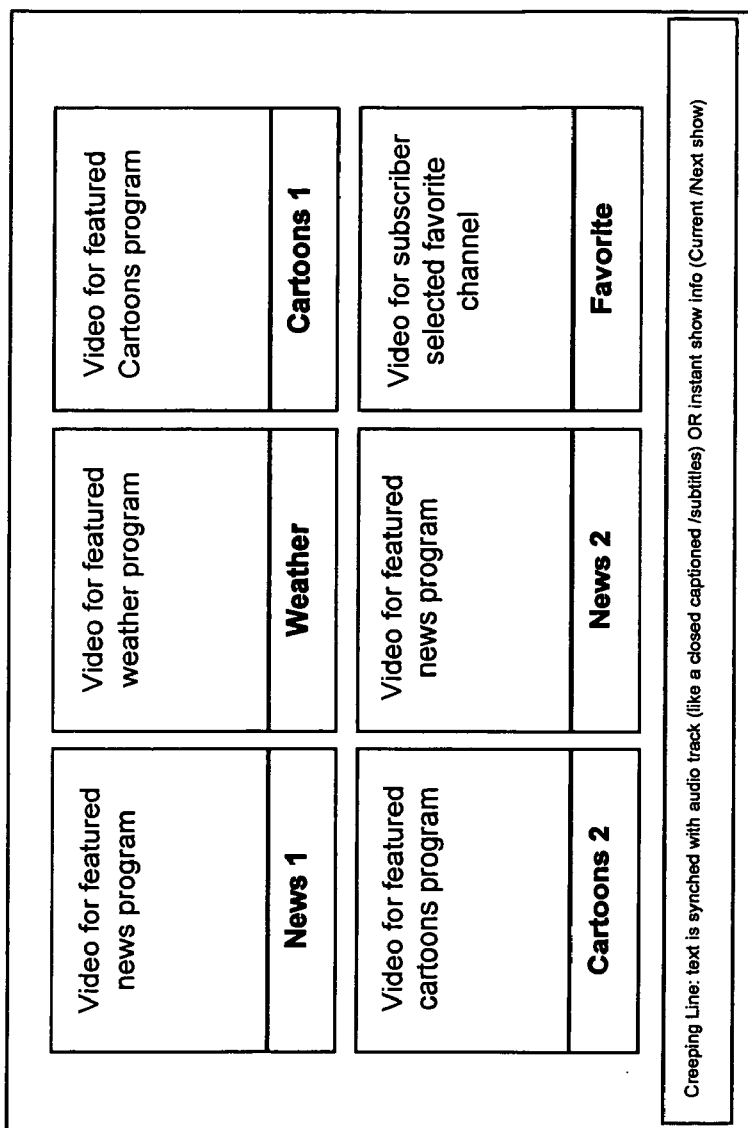 Video for featured
news program
News 1
Video for featured
weather program
Weather
Video for featured
Cartoons program
Cartoons 1
Video for featured
cartoons program
Cartoons 2
Video for featured
news program
News 2
Video for subscriber
selected favorite
channel
Favorite
Creeping Line: text is synched with audio track (like a closed captioned /subtitles) OR instant show info (Current /Next show)